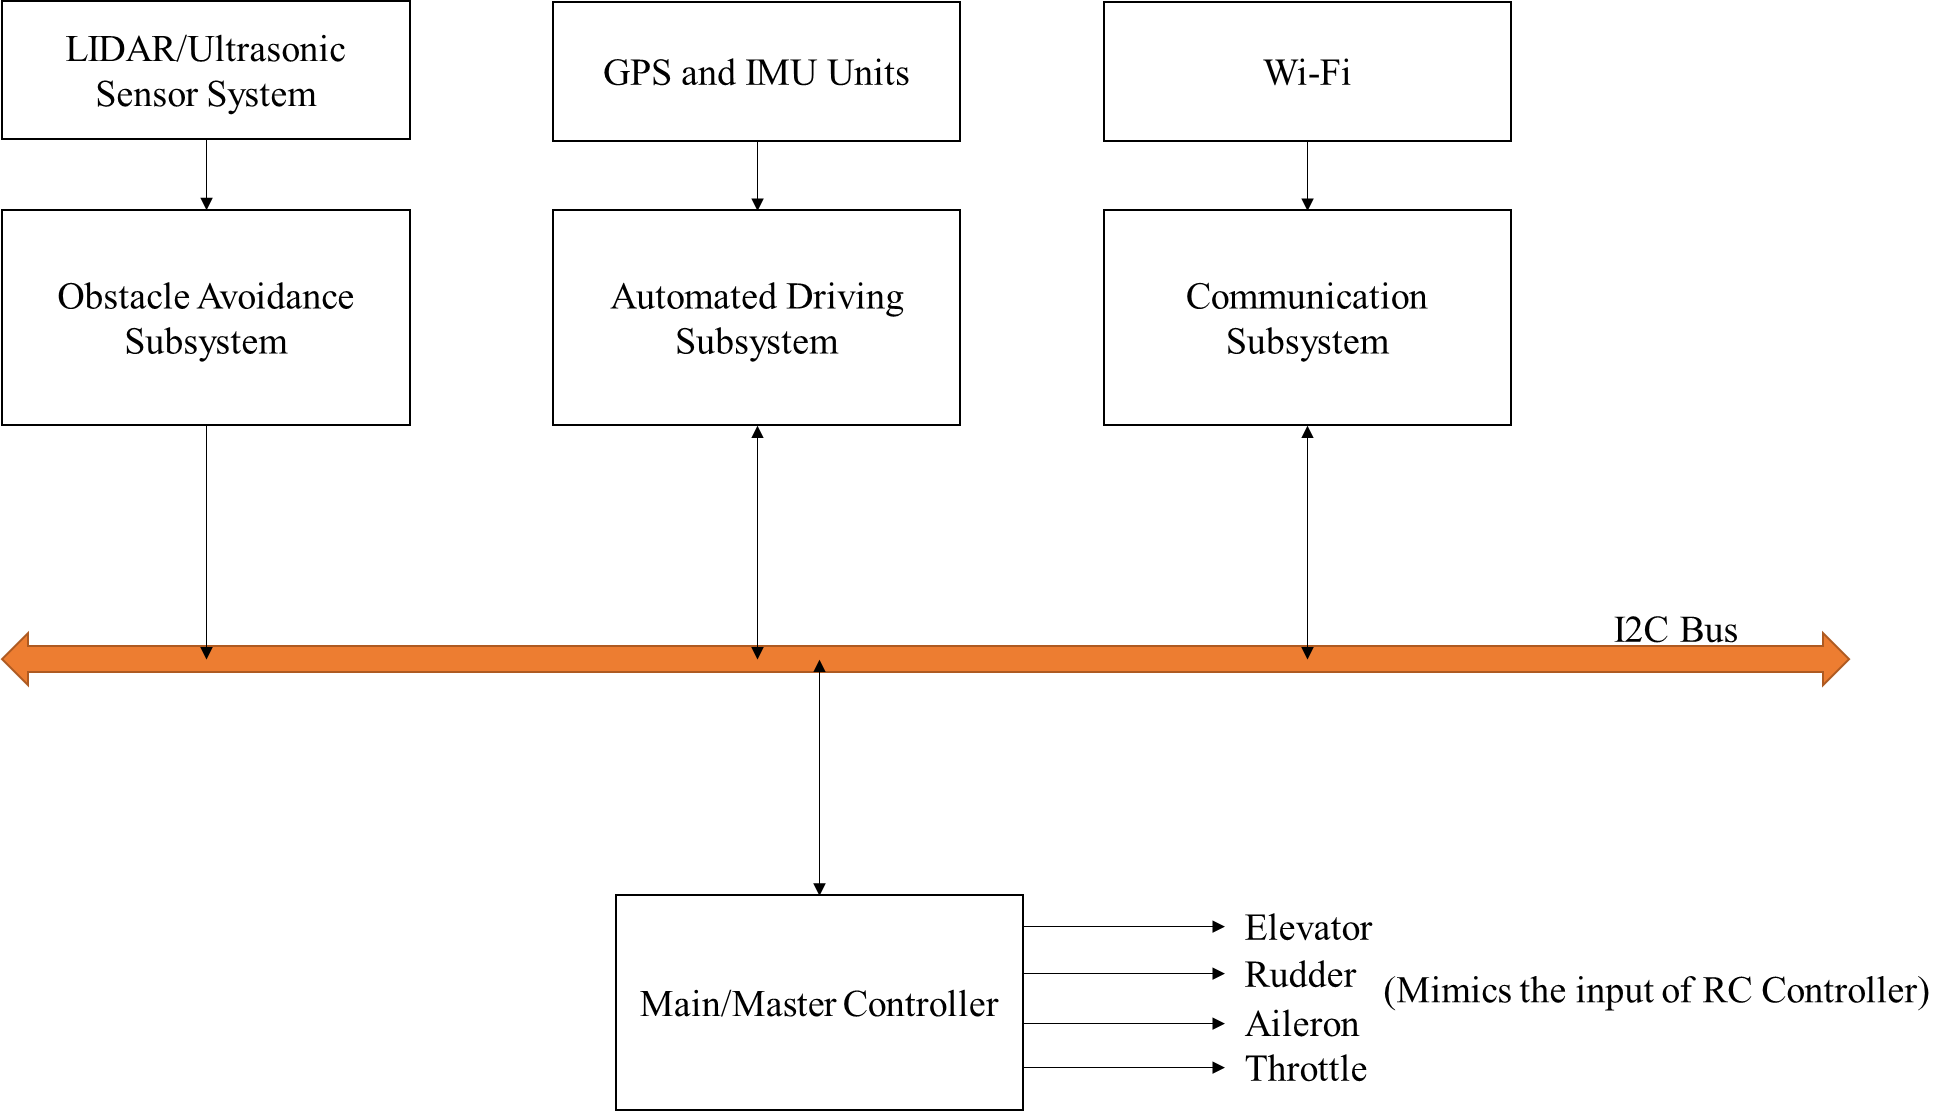 LIDAR/Ultrasonic
Sensor System
GPS and IMU Units
Wi-Fi
Obstacle Avoidance
Subsystem
Automated Driving
Subsystem
Communication
Subsystem
I2C Bus
Main/Master Controller
Elevator
Rudder
Aileron
Throttle
(Mimics the input of RC Controller)